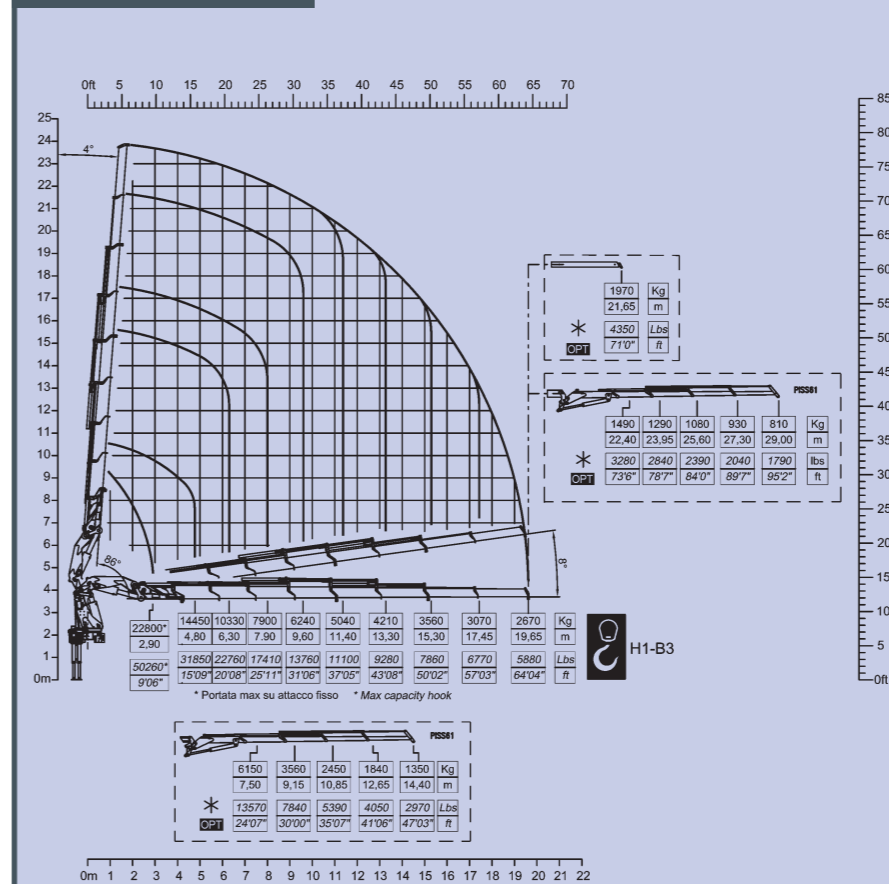 0ft 5 10 15 20 25 30 35 40 45 50 55 60 65 70
25
24
23
22
21
20
19
18
17
16
15
14
13
12
11
10
9
8
7
6
5
4
3
2
1
0m
4°
86°
8°
85
80
75
70
65
60
55
50
45
40
35
30
25
20
15
10
5
0ft
1970 Kg
21,65 m
* 4350 Lbs
OPT 71'0" ft
PISS61
1490 1290 1080 930 810 Kg
22,40 23,95 25,60 27,30 29,00 m
* 3280 2840 2390 2040 1790 lbs
OPT 73'6" 78'7" 84'0" 89'7" 95'2" ft
22800* 14450 10330 7900 6240 5040 4210 3560 3070 2670 Kg
2,90 4,80 6,30 7.90 9,60 11,40 13,30 15,30 17,45 19,65 m
50260* 31850 22760 17410 13760 11100 9280 7860 6770 5880 Lbs
9'06" 15'09" 20'08" 25'11" 31'06" 37'05" 43'08" 50'02" 57'03" 64'04" ft
H1-B3
* Portata max su attacco fisso * Max capacity hook
PISS61
6150 3560 2450 1840 1350 Kg
7,50 9,15 10,85 12,65 14,40 m
* 13570 7840 5390 4050 2970 Lbs
OPT 24'07" 30'00" 35'07" 41'06" 47'03" ft
0m 1 2 3 4 5 6 7 8 9 10 11 12 13 14 15 16 17 18 19 20 21 22